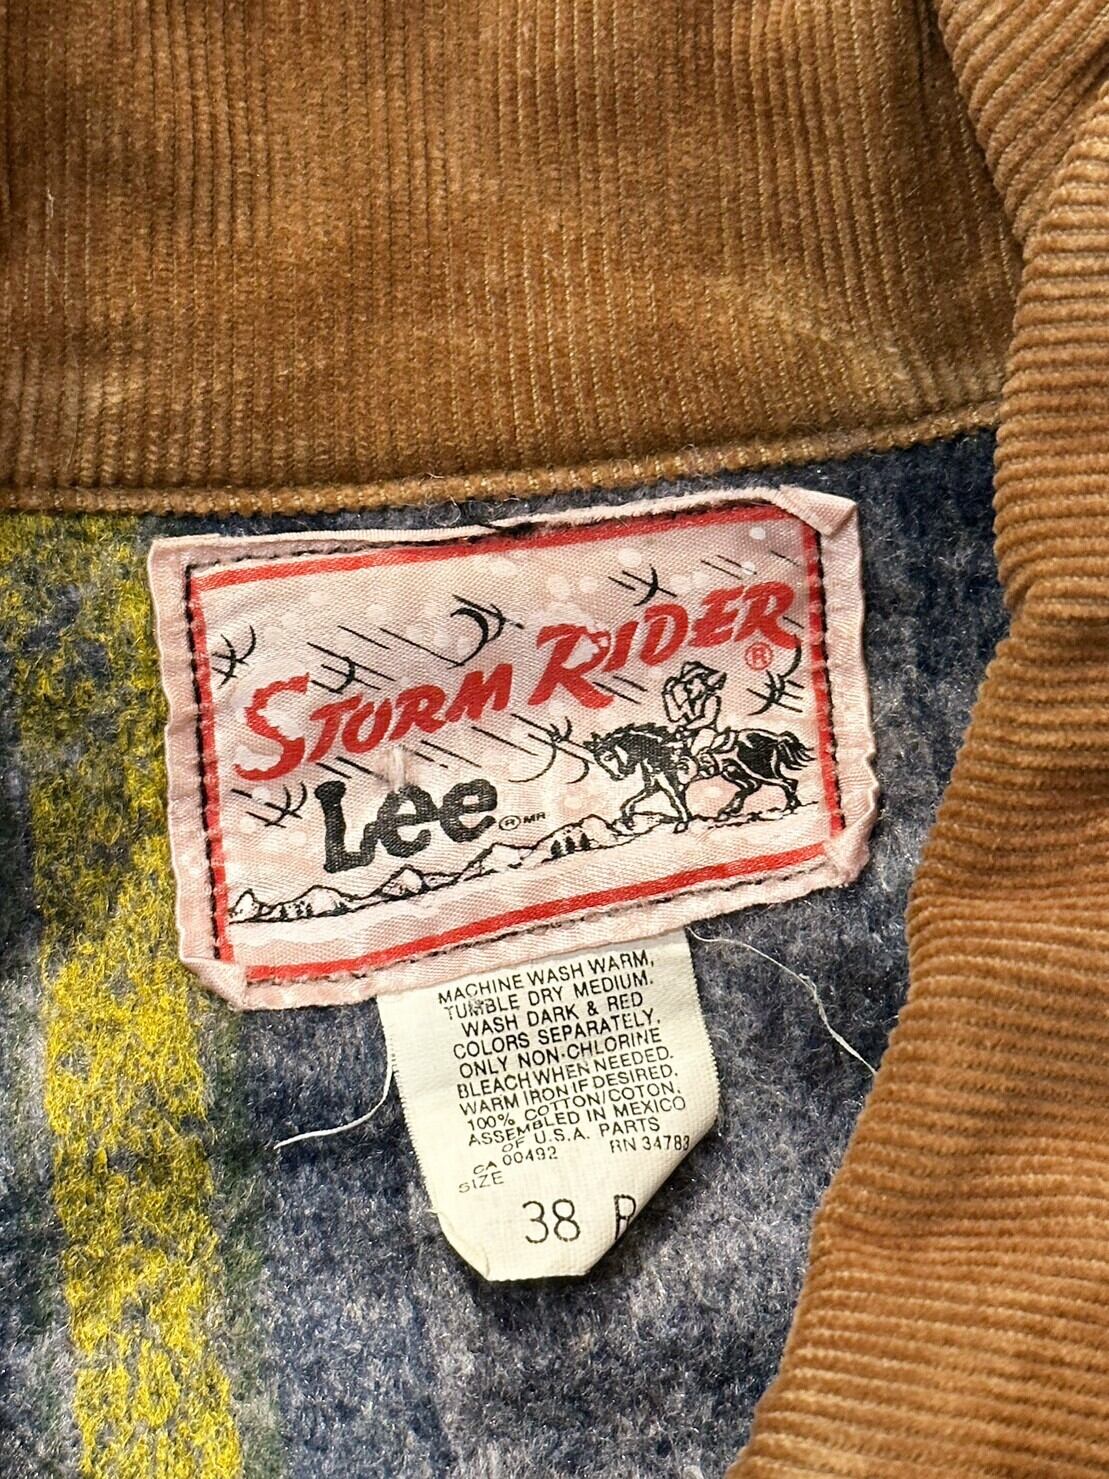 STORM RIDER ®
Lee ® MR
MACHINE WASH WARM,
TUMBLE DRY MEDIUM.
WASH DARK & RED
COLORS SEPARATELY.
ONLY NON-CHLORINE
BLEACH WHEN NEEDED.
WARM IRON IF DESIRED.
100% COTTON/COTON.
ASSEMBLED IN MEXICO
OF U.S.A. PARTS
CA 00492 RN 34783
SIZE
38 R